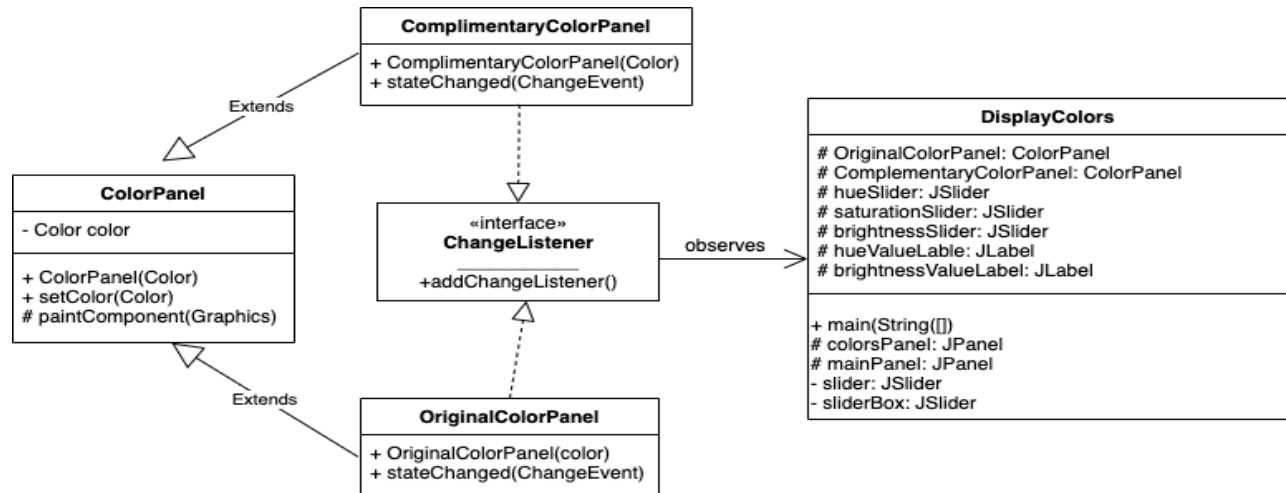 ComplimentaryColorPanel
+ ComplimentaryColorPanel(Color)
+ stateChanged(ChangeEvent)
Extends
ColorPanel
- Color color
+ ColorPanel(Color)
+ setColor(Color)
# paintComponent(Graphics)
«interface»
ChangeListener
+addChangeListener()
observes
DisplayColors
# OriginalColorPanel: ColorPanel
# ComplementaryColorPanel: ColorPanel
# hueSlider: JSlider
# saturationSlider: JSlider
# brightnessSlider: JSlider
# hueValueLable: JLabel
# brightnessValueLabel: JLabel
+ main(String([])
# colorsPanel: JPanel
# mainPanel: JPanel
- slider: JSlider
- sliderBox: JSlider
Extends
OriginalColorPanel
+ OriginalColorPanel(color)
+ stateChanged(ChangeEvent)